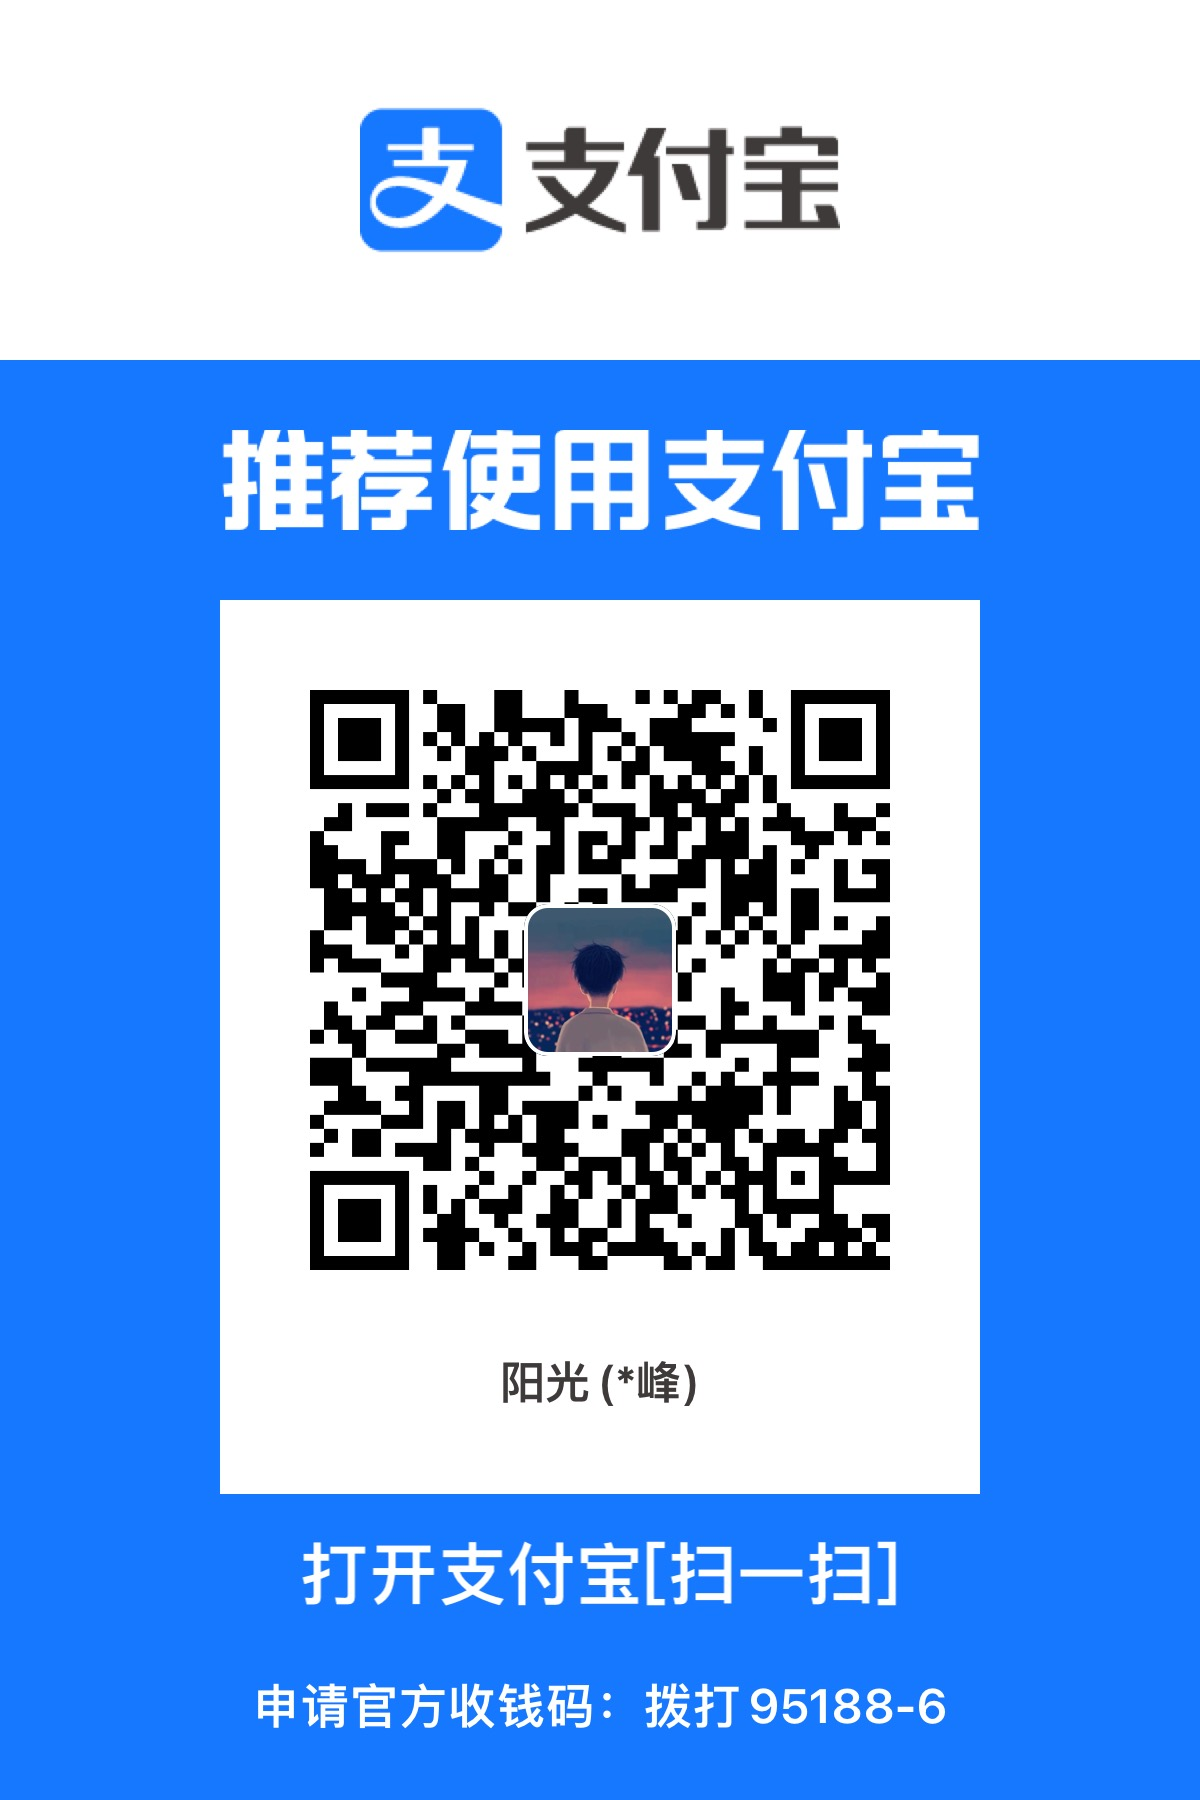 支 支付宝
推荐使用支付宝
阳光 (*峰)
打开支付宝[扫一扫]
申请官方收钱码：拨打 95188-6